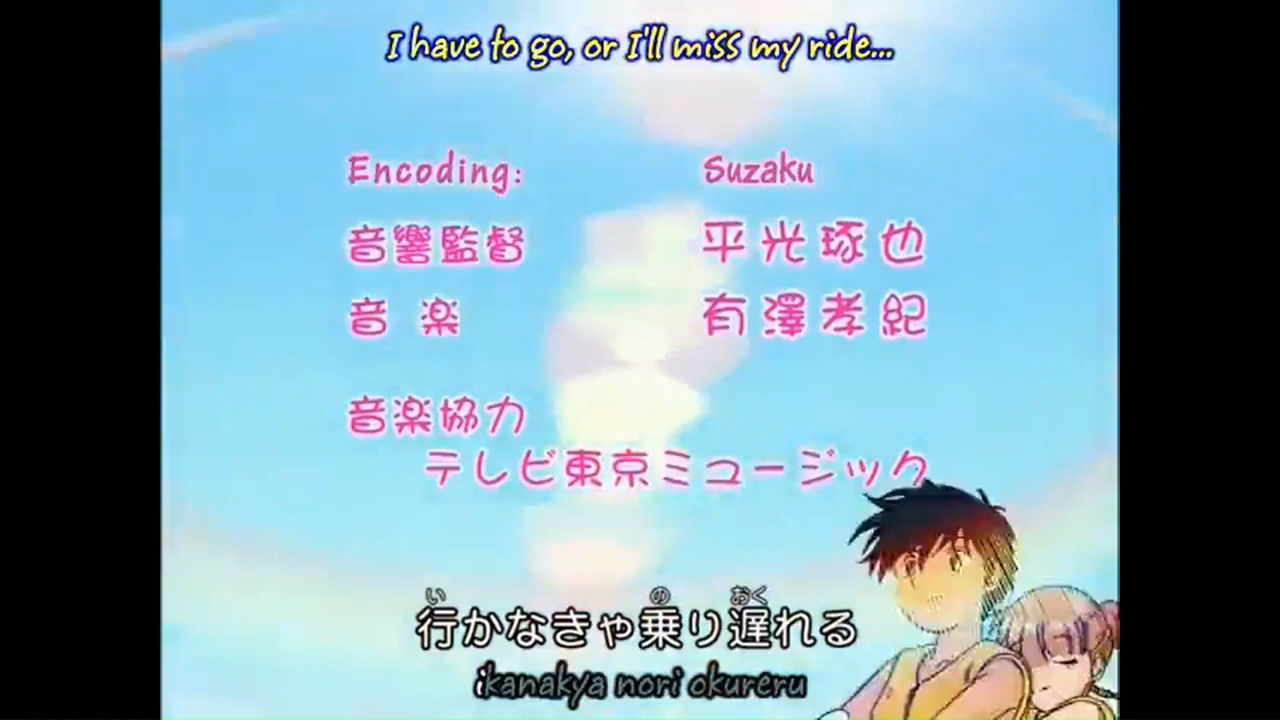 I have to go, or I'll miss my ride...
Encoding: Suzaku
音響監督 平光琢也
音 楽 有澤孝紀
音楽協力
テレビ東京ミュージック
い の おく
行かなきゃ乗り遅れる
ikanakya nori okureru